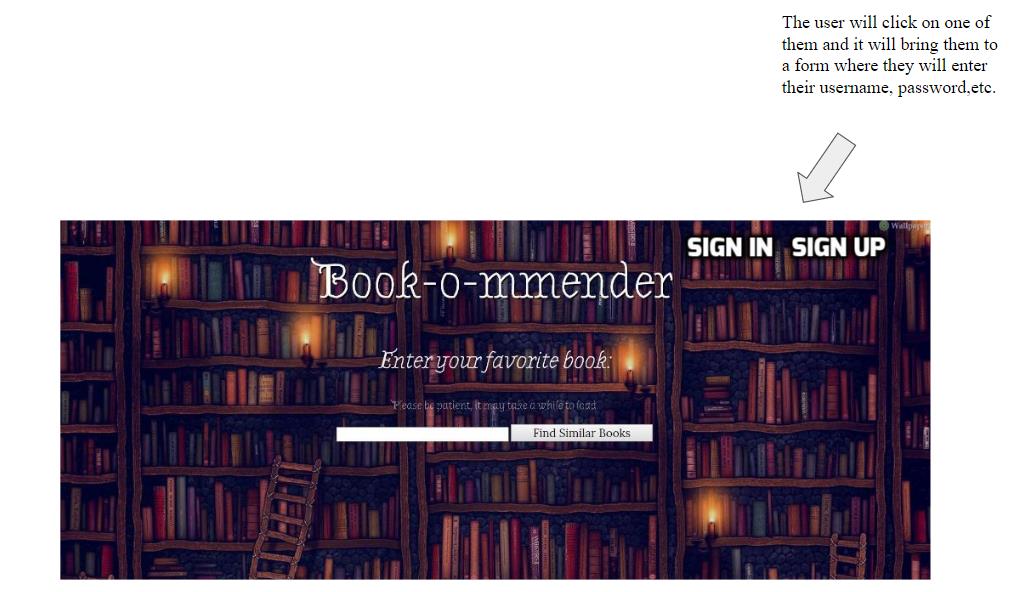 The user will click on one of
them and it will bring them to
a form where they will enter
their username, password,etc.
SIGN IN SIGN UP
Book-o-mmender
Enter your favorite book:
Please be patient, it may take a while to load
Find Similar Books